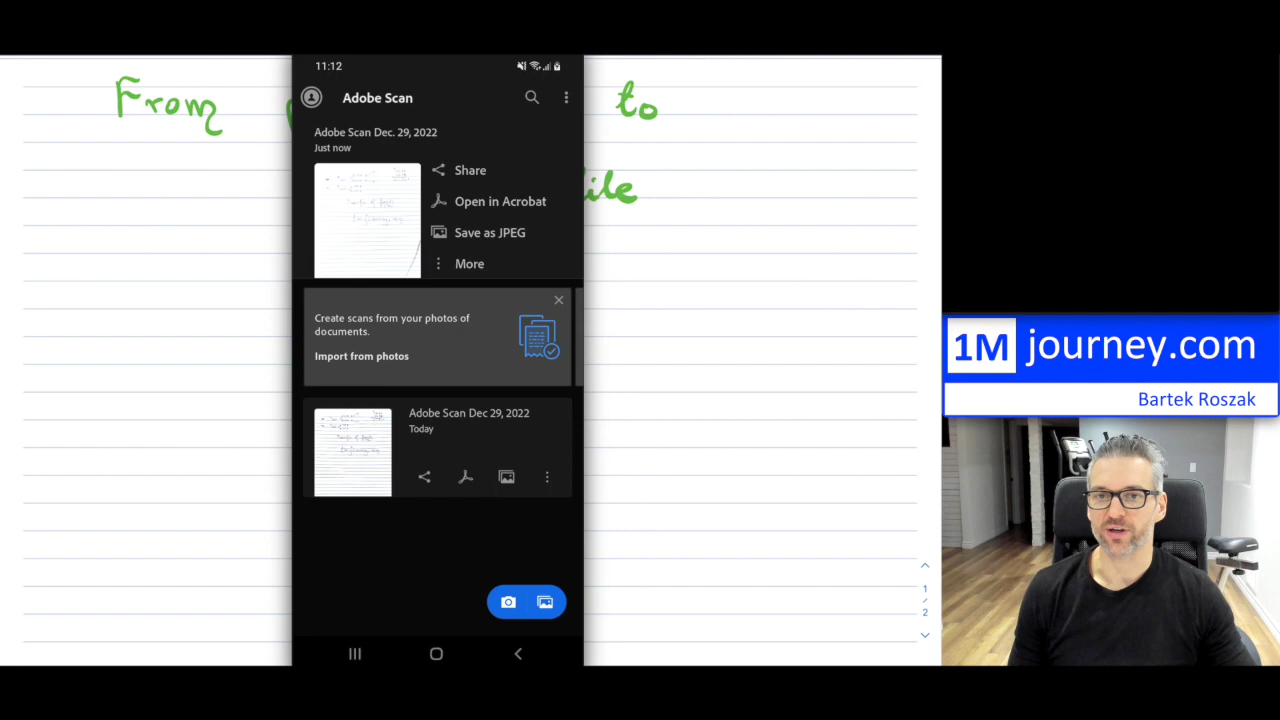 From to
ile
11:12
Adobe Scan
Adobe Scan Dec. 29, 2022
Just now
Share
Open in Acrobat
Save as JPEG
More
Create scans from your photos of
documents.
Import from photos
Adobe Scan Dec 29, 2022
Today
1M journey.com
Bartek Roszak
1
2